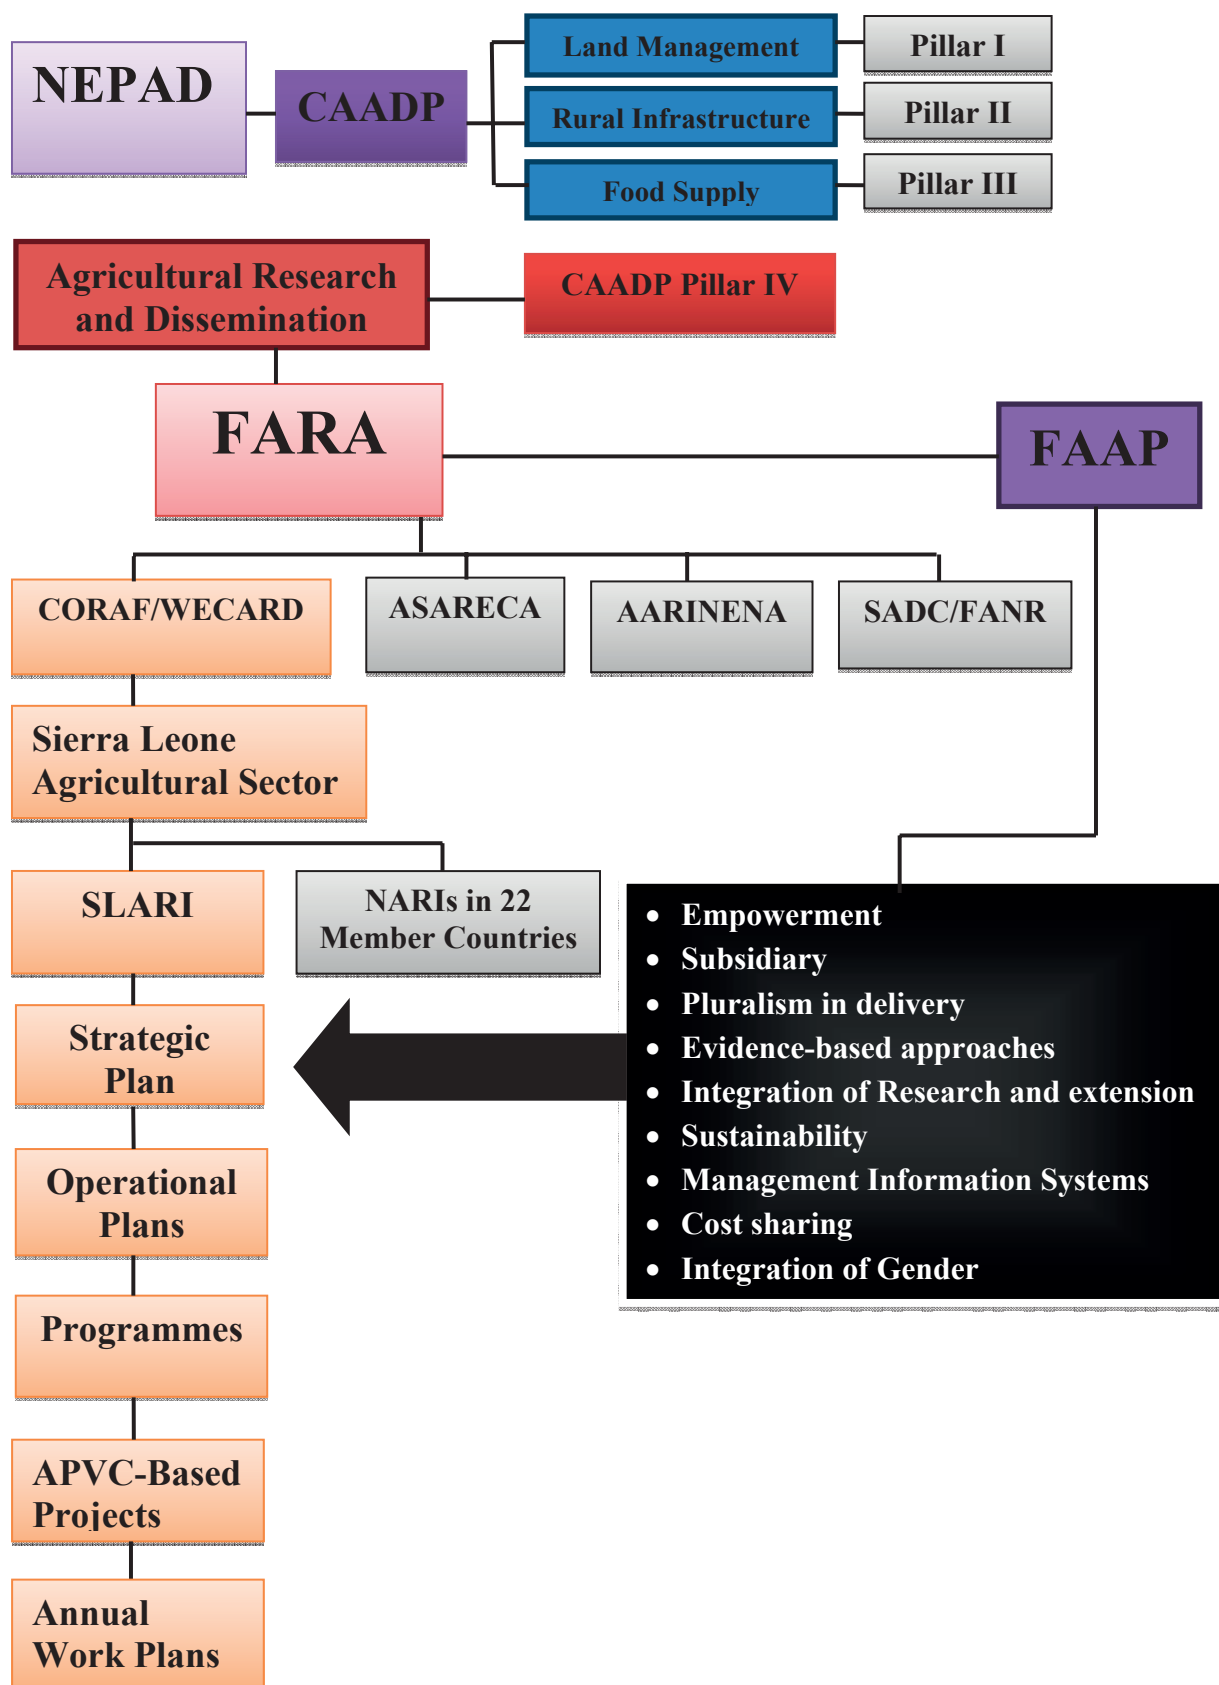 NEPAD
CAADP
Land Management
Pillar I
Rural Infrastructure
Pillar II
Food Supply
Pillar III
Agricultural Research
and Dissemination
CAADP Pillar IV
FARA
FAAP
CORAF/WECARD
ASARECA
AARINENA
SADC/FANR
Sierra Leone
Agricultural Sector
SLARI
NARIs in 22
Member Countries
• Empowerment
• Subsidiary
• Pluralism in delivery
• Evidence-based approaches
• Integration of Research and extension
• Sustainability
• Management Information Systems
• Cost sharing
• Integration of Gender
Strategic
Plan
Operational
Plans
Programmes
APVC-Based
Projects
Annual
Work Plans